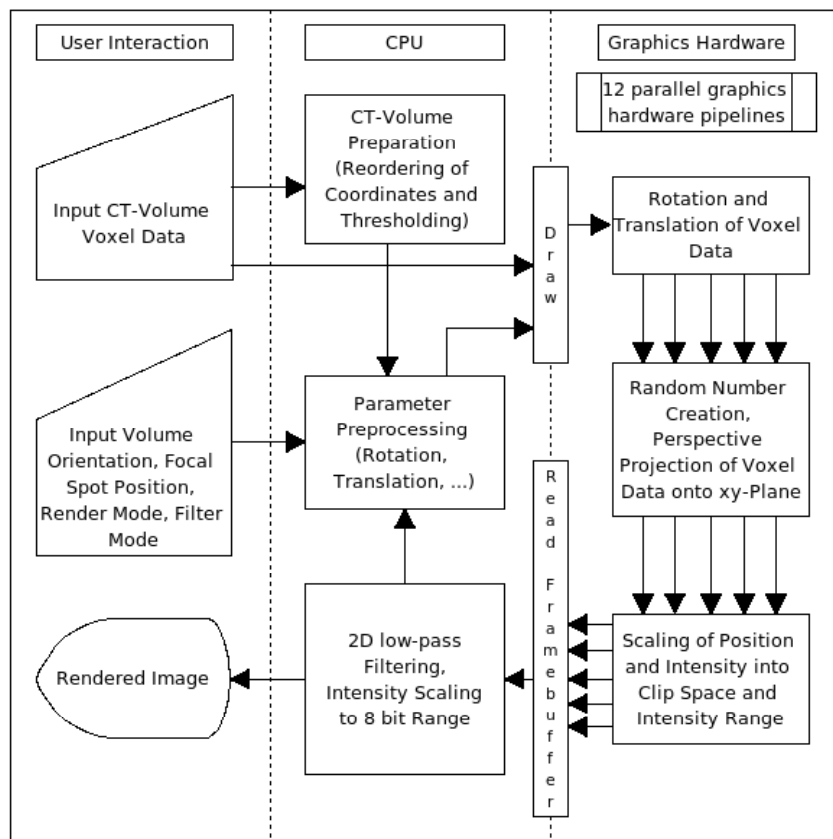 User Interaction
CPU
Graphics Hardware
12 parallel graphics
hardware pipelines
CT-Volume
Preparation
(Reordering of
Coordinates and
Thresholding)
Input CT-Volume
Voxel Data
Draw
Rotation and
Translation of Voxel
Data
Input Volume
Orientation, Focal
Spot Position,
Render Mode, Filter
Mode
Parameter
Preprocessing
(Rotation,
Translation, ...)
Random Number
Creation,
Perspective
Projection of Voxel
Data onto xy-Plane
Read Framebuffer
Rendered Image
2D low-pass
Filtering,
Intensity Scaling
to 8 bit Range
Scaling of Position
and Intensity into
Clip Space and
Intensity Range